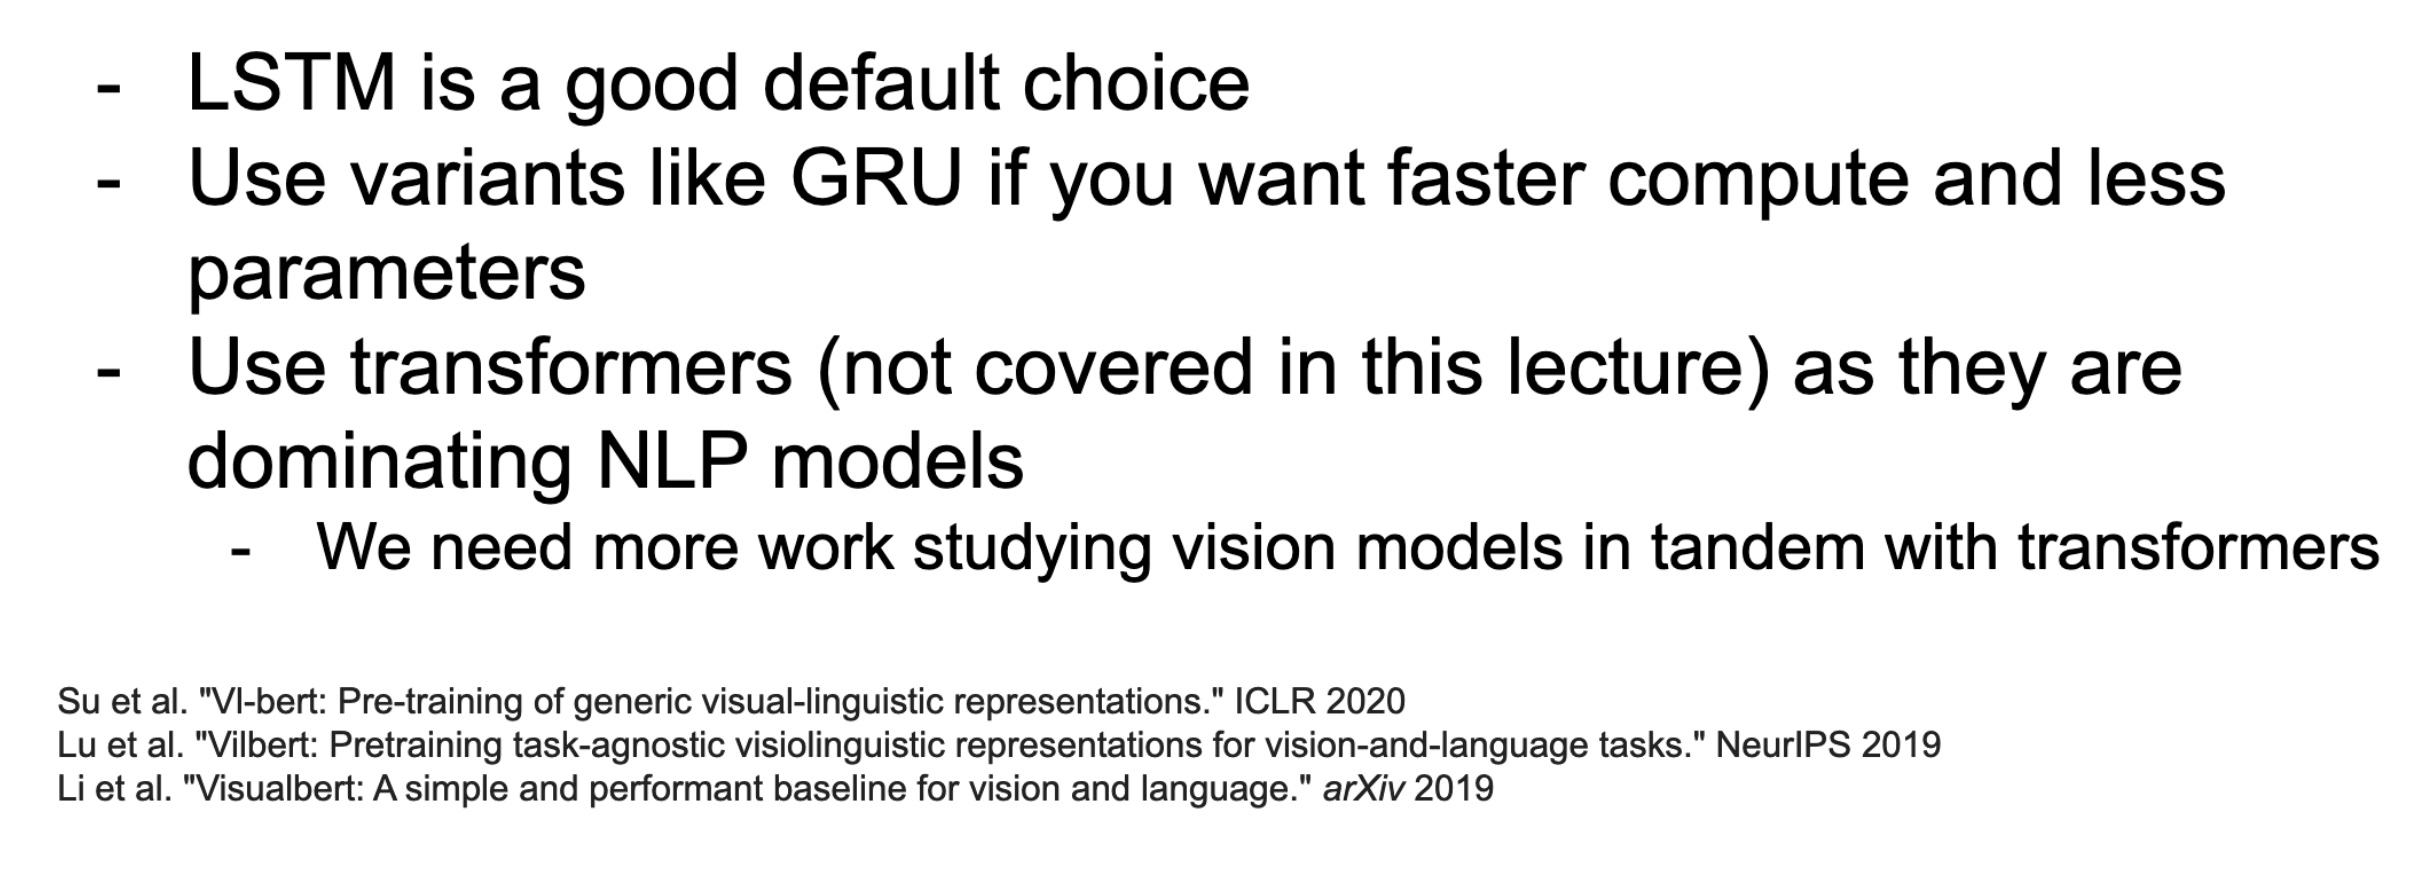 - LSTM is a good default choice
- Use variants like GRU if you want faster compute and less
parameters
- Use transformers (not covered in this lecture) as they are
dominating NLP models
- We need more work studying vision models in tandem with transformers
Su et al. "Vl-bert: Pre-training of generic visual-linguistic representations." ICLR 2020
Lu et al. "Vilbert: Pretraining task-agnostic visiolinguistic representations for vision-and-language tasks." NeurIPS 2019
Li et al. "Visualbert: A simple and performant baseline for vision and language." arXiv 2019